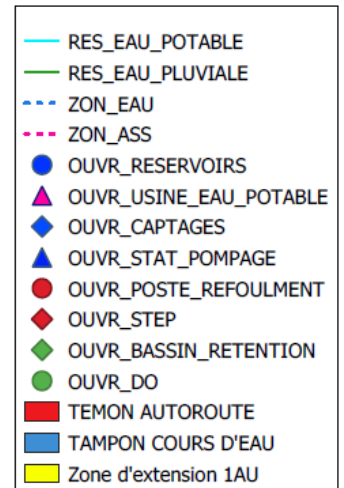 RES_EAU_POTABLE
RES_EAU_PLUVIALE
ZON_EAU
ZON_ASS
OUVR_RESERVOIRS
OUVR_USINE_EAU_POTABLE
OUVR_CAPTAGES
OUVR_STAT_POMPAGE
OUVR_POSTE_REFOULMENT
OUVR_STEP
OUVR_BASSIN_RETENTION
OUVR_DO
TEMON AUTOROUTE
TAMPON COURS D'EAU
Zone d'extension 1AU